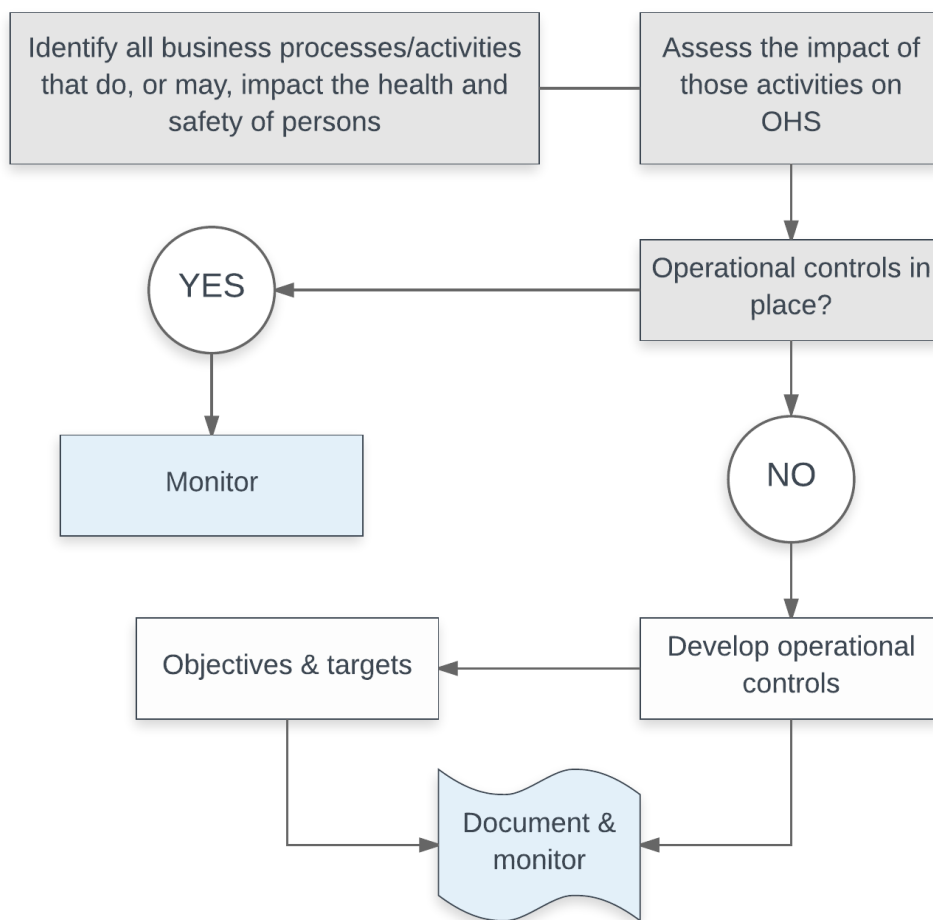 Identify all business processes/activities
that do, or may, impact the health and
safety of persons
Assess the impact of
those activities on
OHS
YES
Operational controls in
place?
Monitor
NO
Objectives & targets
Develop operational
controls
Document &
monitor